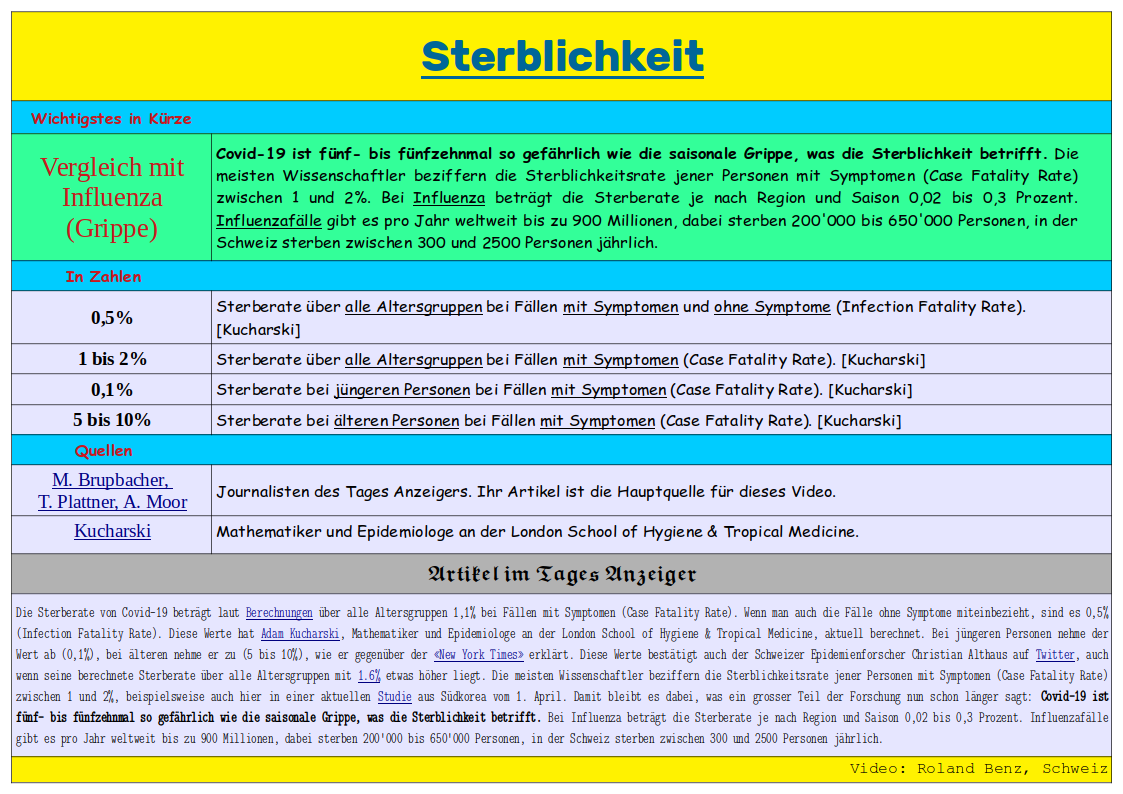 Sterblichkeit
Wichtigstes in Kürze
Vergleich mit
Influenza
(Grippe)
Covid-19 ist fünf- bis fünfzehnmal so gefährlich wie die saisonale Grippe, was die Sterblichkeit betrifft. Die
meisten Wissenschaftler beziffern die Sterblichkeitsrate jener Personen mit Symptomen (Case Fatality Rate)
zwischen 1 und 2%. Bei Influenza beträgt die Sterberate je nach Region und Saison 0,02 bis 0,3 Prozent.
Influenzafälle gibt es pro Jahr weltweit bis zu 900 Millionen, dabei sterben 200'000 bis 650'000 Personen, in der
Schweiz sterben zwischen 300 und 2500 Personen jährlich.
In Zahlen
0,5%
Sterberate über alle Altersgruppen bei Fällen mit Symptomen und ohne Symptome (Infection Fatality Rate).
[Kucharski]
1 bis 2%
Sterberate über alle Altersgruppen bei Fällen mit Symptomen (Case Fatality Rate). [Kucharski]
0,1%
Sterberate bei jüngeren Personen bei Fällen mit Symptomen (Case Fatality Rate). [Kucharski]
5 bis 10%
Sterberate bei älteren Personen bei Fällen mit Symptomen (Case Fatality Rate). [Kucharski]
Quellen
M. Brupbacher,
T. Plattner, A. Moor
Journalisten des Tages Anzeigers. Ihr Artikel ist die Hauptquelle für dieses Video.
Kucharski
Mathematiker und Epidemiologe an der London School of Hygiene & Tropical Medicine.
Artikel im Tages Anzeiger
Die Sterberate von Covid-19 beträgt laut Berechnungen über alle Altersgruppen 1,1% bei Fällen mit Symptomen (Case Fatality Rate). Wenn man auch die Fälle ohne Symptome miteinbezieht, sind es 0,5%
(Infection Fatality Rate). Diese Werte hat Adam Kucharski, Mathematiker und Epidemiologe an der London School of Hygiene & Tropical Medicine, aktuell berechnet. Bei jüngeren Personen nehme der
Wert ab (0,1%), bei älteren nehme er zu (5 bis 10%), wie er gegenüber der «New York Times» erklärt. Diese Werte bestätigt auch der Schweizer Epidemienforscher Christian Althaus auf Twitter, auch
wenn seine berechnete Sterberate über alle Altersgruppen mit 1.6% etwas höher liegt. Die meisten Wissenschaftler beziffern die Sterblichkeitsrate jener Personen mit Symptomen (Case Fatality Rate)
zwischen 1 und 2%, beispielsweise auch hier in einer aktuellen Studie aus Südkorea vom 1. April. Damit bleibt es dabei, was ein grosser Teil der Forschung nun schon länger sagt: Covid-19 ist
fünf- bis fünfzehnmal so gefährlich wie die saisonale Grippe, was die Sterblichkeit betrifft. Bei Influenza beträgt die Sterberate je nach Region und Saison 0,02 bis 0,3 Prozent. Influenzafälle
gibt es pro Jahr weltweit bis zu 900 Millionen, dabei sterben 200'000 bis 650'000 Personen, in der Schweiz sterben zwischen 300 und 2500 Personen jährlich.
Video: Roland Benz, Schweiz